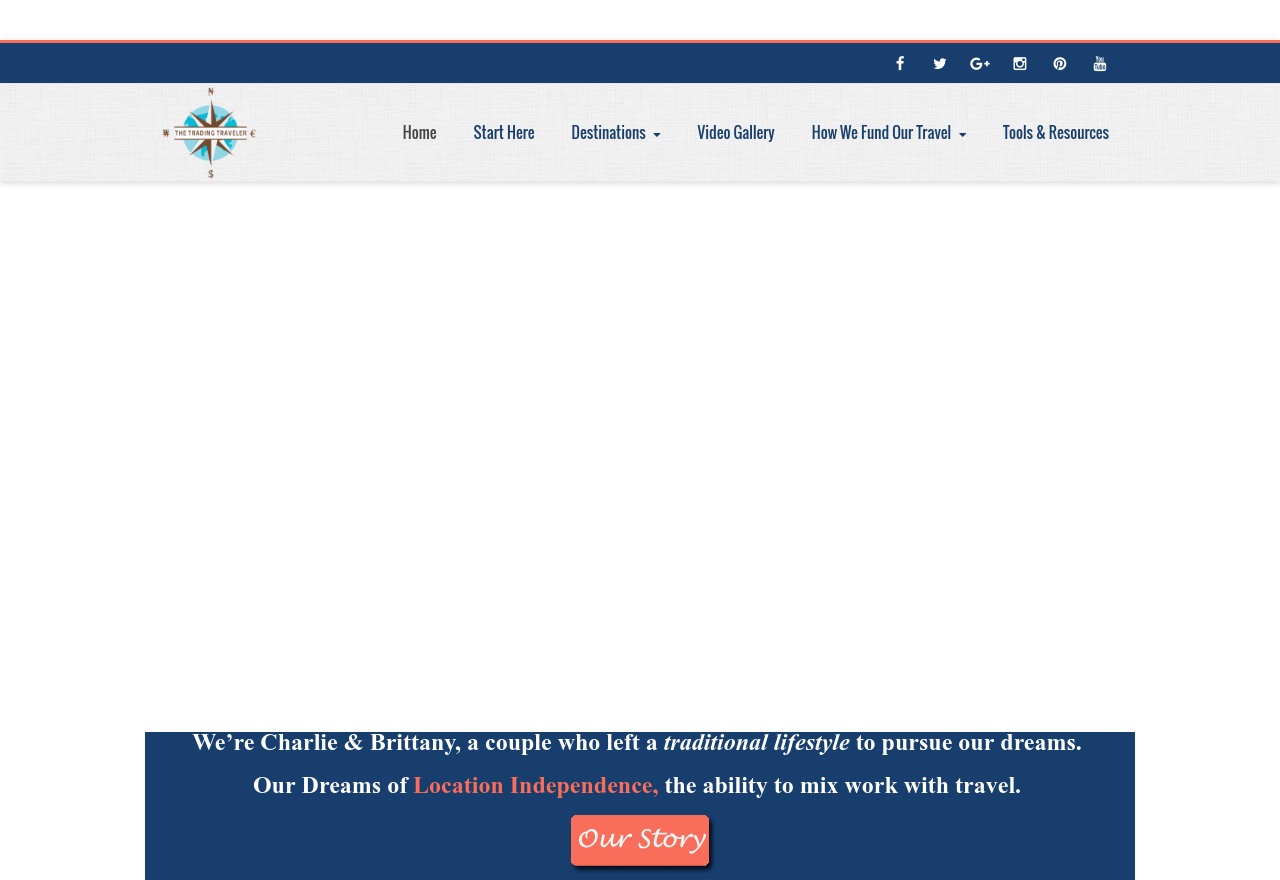 N
₩ THE TRADING TRAVELER €
$
Home Start Here Destinations Video Gallery How We Fund Our Travel Tools & Resources
We're Charlie & Brittany, a couple who left a traditional lifestyle to pursue our dreams.
Our Dreams of Location Independence, the ability to mix work with travel.
Our Story